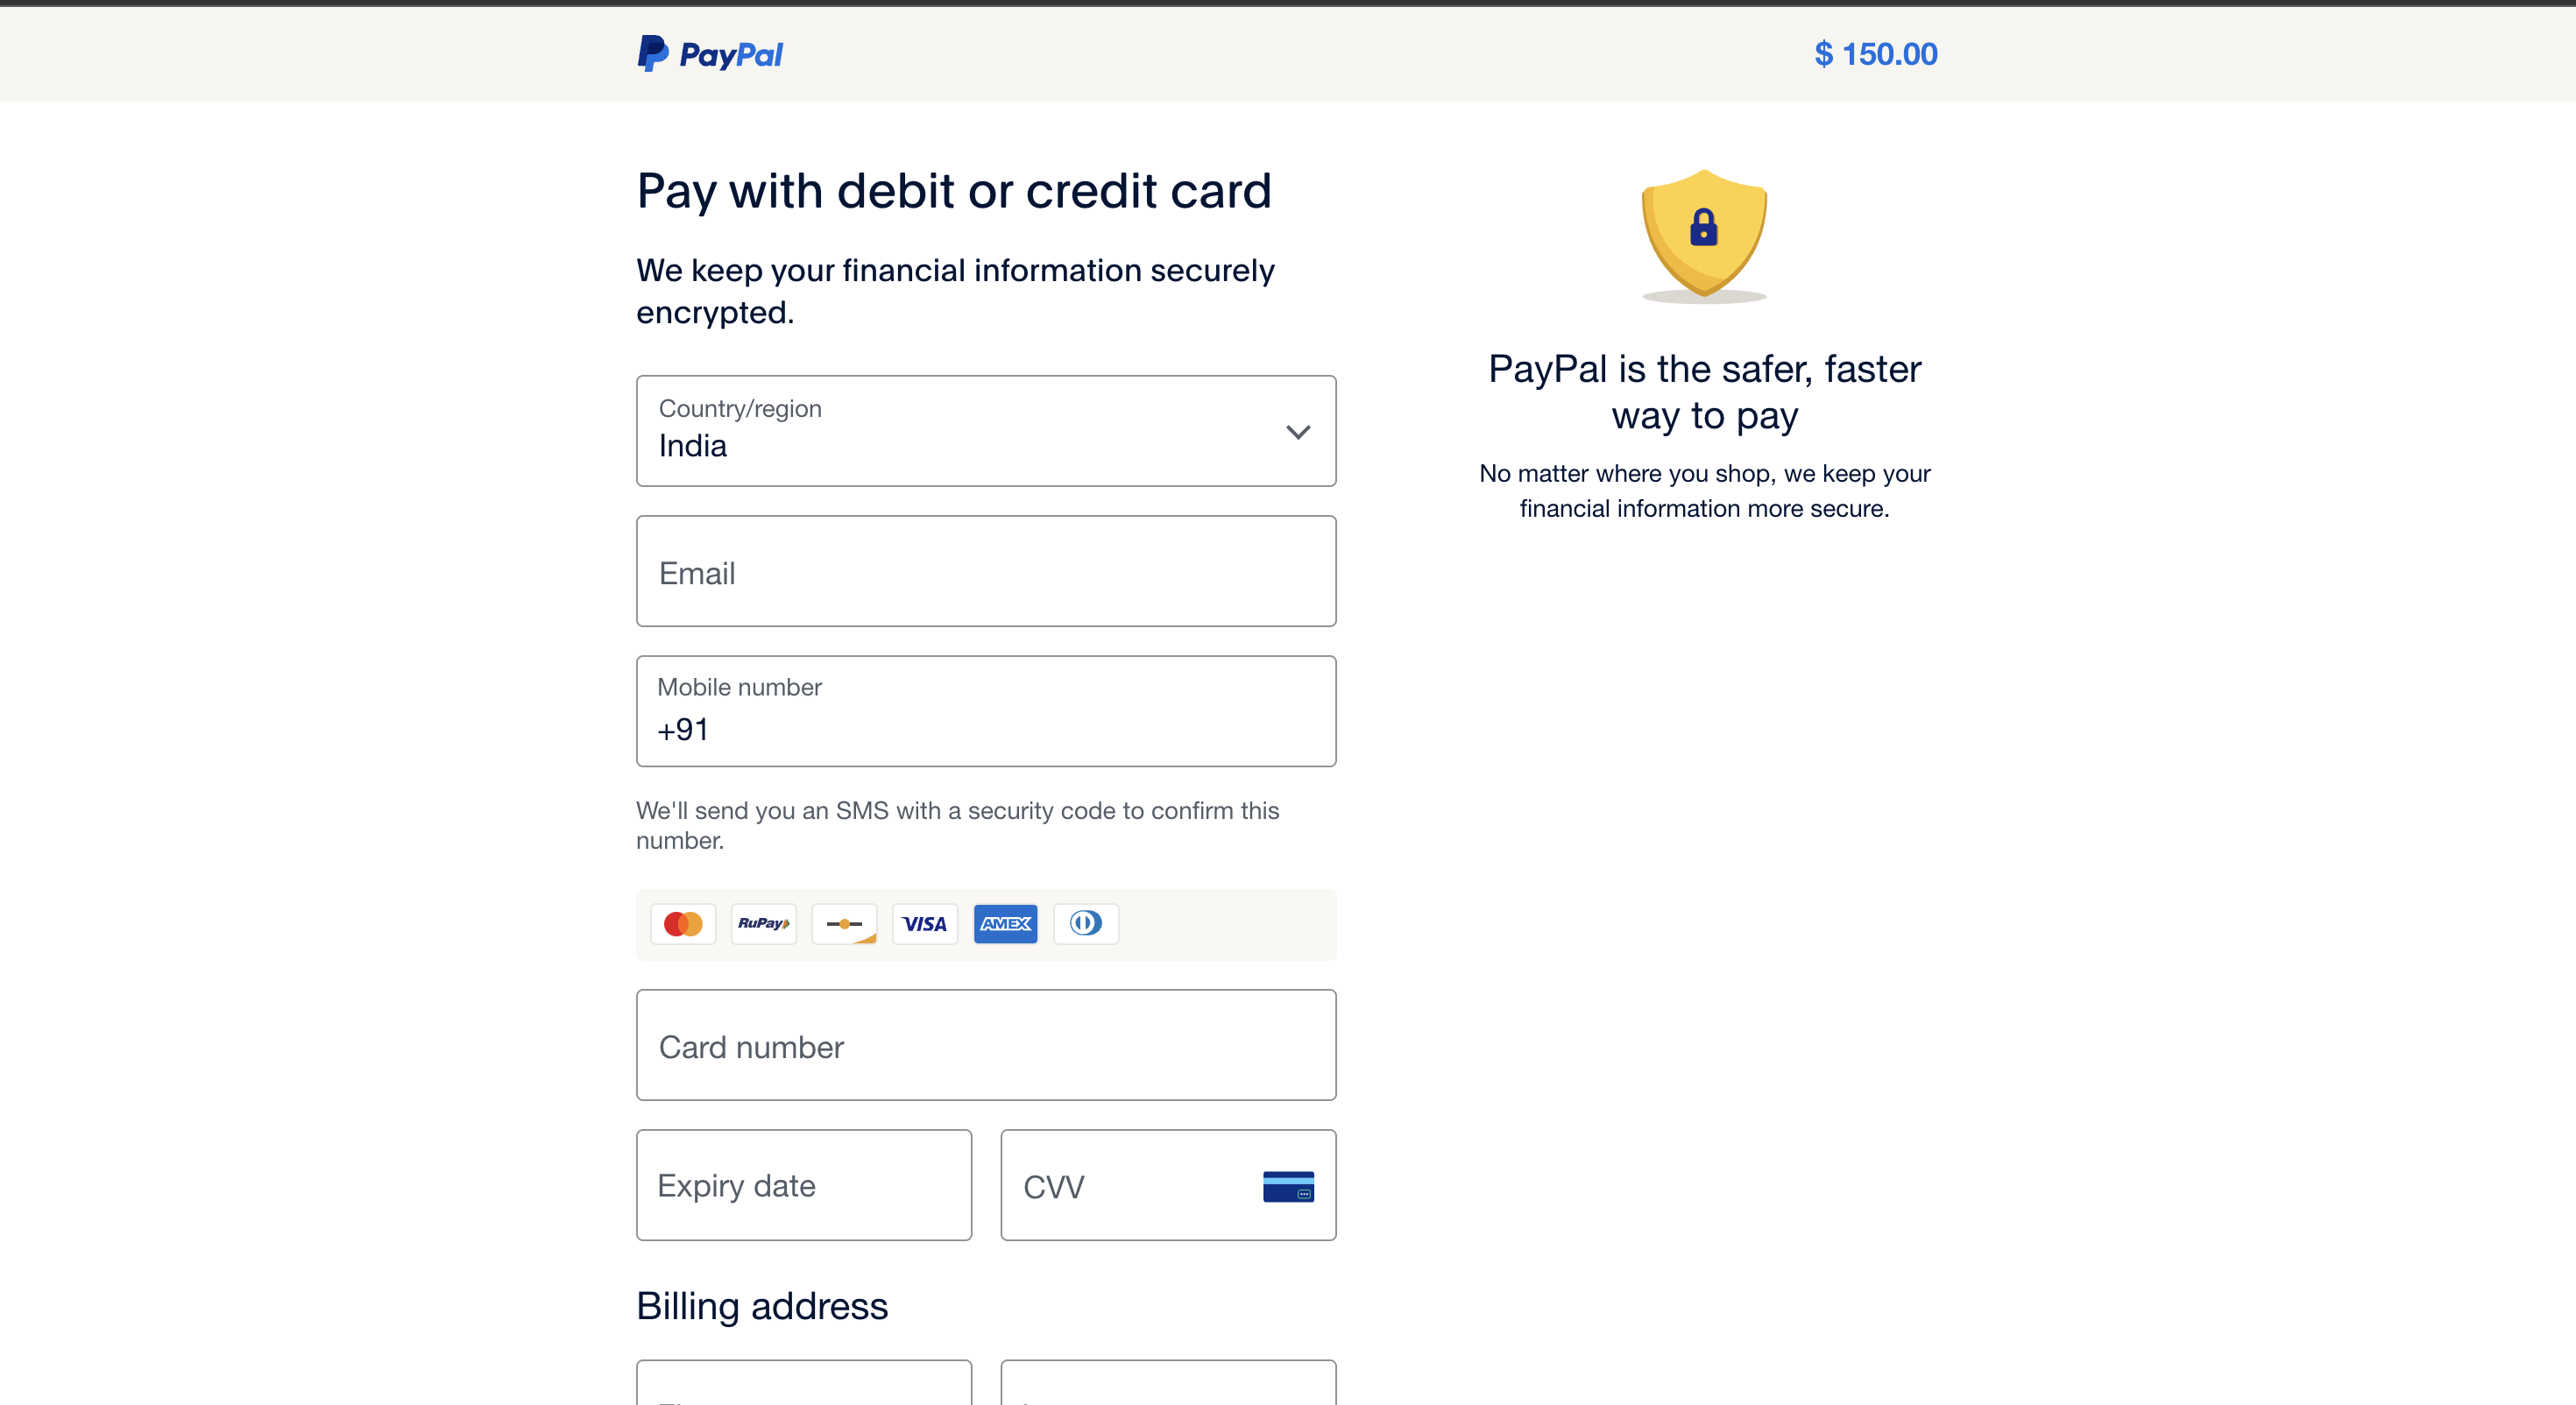 PayPal
$ 150.00
Pay with debit or credit card
We keep your financial information securely
encrypted.
Country/region
India
Email
Mobile number
+91
We'll send you an SMS with a security code to confirm this
number.
RuPay
VISA
AMEX
Card number
Expiry date
CVV
Billing address
PayPal is the safer, faster
way to pay
No matter where you shop, we keep your
financial information more secure.